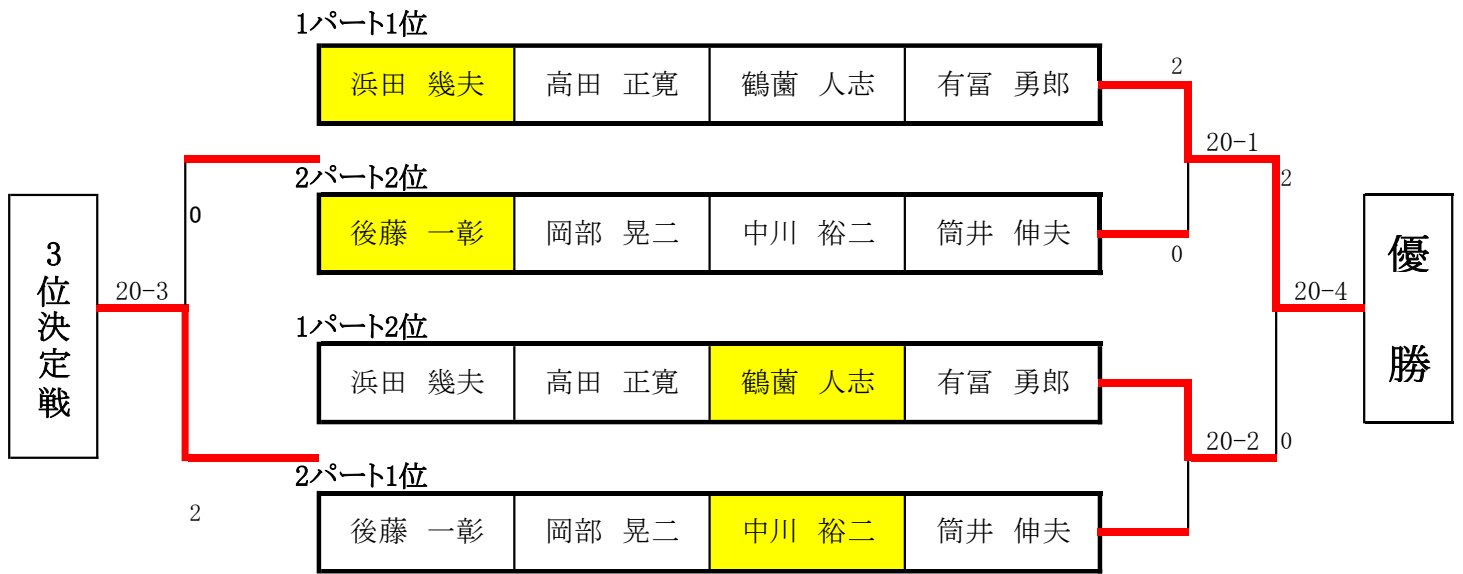 1パート1位
浜田 幾夫 高田 正寛 鶴薗 人志 有冨 勇郎
2
20-1
2パート2位
後藤 一彰 岡部 晃二 中川 裕二 筒井 伸夫
0
2
0
3位決定戦
20-3
優勝
20-4
1パート2位
浜田 幾夫 高田 正寛 鶴薗 人志 有冨 勇郎
20-2
0
2パート1位
後藤 一彰 岡部 晃二 中川 裕二 筒井 伸夫
2